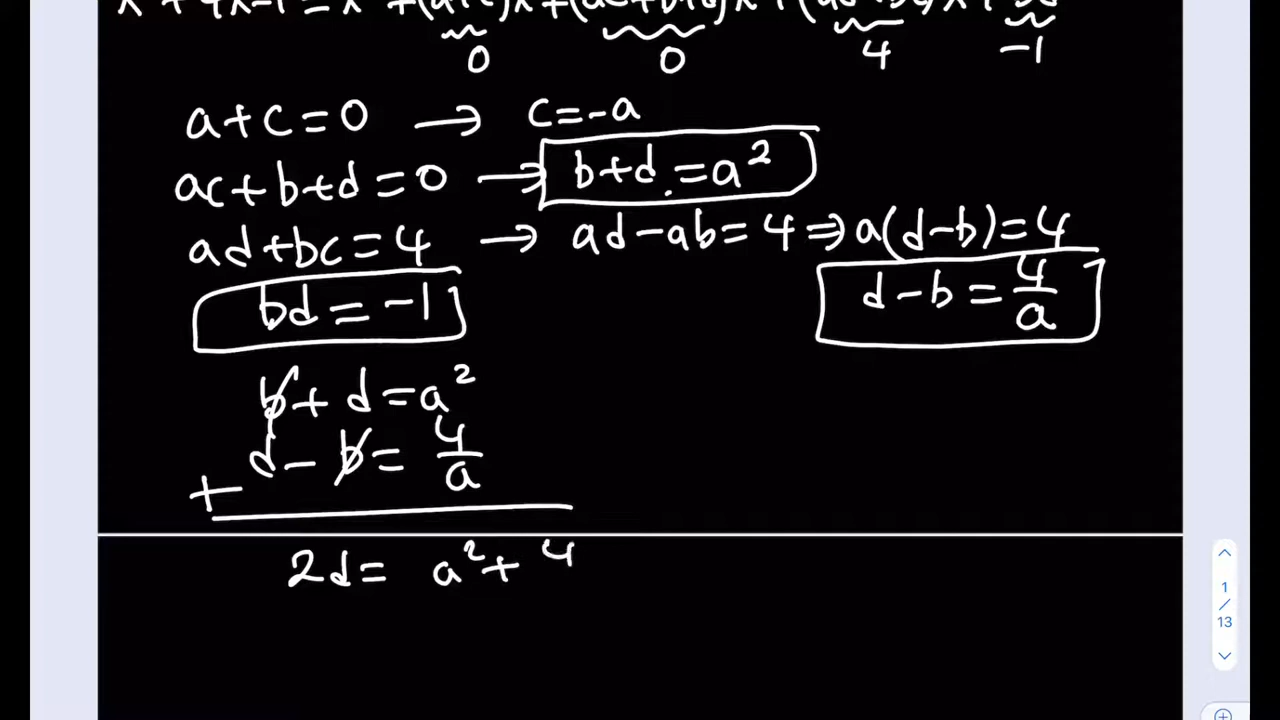 a+c=0 → c=-a
ac+b+d=0 → b+d.=a²
ad+bc=4 → ad-ab=4 ⇒ a(d-b)=4
bd=-1
d-b=4/a
b+d=a²
+ d-b=4/a
2d= a²+4
0 0 4 -1
1
/
13